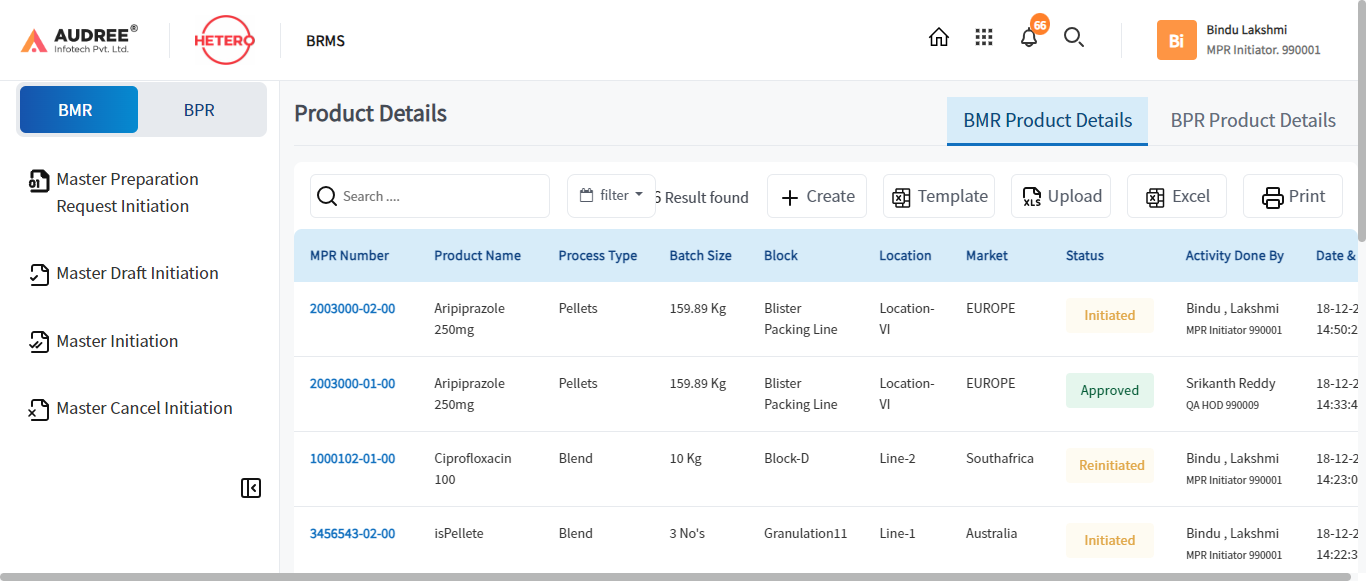 AUDREE®
Infotech Pvt. Ltd.
HETERO
BRMS
66
Bi
Bindu Lakshmi
MPR Initiator. 990001
BMR
BPR
Master Preparation
Request Initiation
Master Draft Initiation
Master Initiation
Master Cancel Initiation
Product Details
BMR Product Details
BPR Product Details
Search ....
filter
6 Result found
Create
Template
XLS
Upload
Excel
Print
MPR Number Product Name Process Type Batch Size Block Location Market Status Activity Done By Date &
2003000-02-00 Aripiprazole Pellets 159.89 Kg Blister Location- EUROPE Initiated Bindu , Lakshmi 18-12-2
250mg Packing Line VI MPR Initiator 990001 14:50:2
2003000-01-00 Aripiprazole Pellets 159.89 Kg Blister Location- EUROPE Approved Srikanth Reddy 18-12-2
250mg Packing Line VI QA HOD 990009 14:33:4
1000102-01-00 Ciprofloxacin Blend 10 Kg Block-D Line-2 Southafrica Reinitiated Bindu , Lakshmi 18-12-2
100 MPR Initiator 990001 14:23:0
3456543-02-00 isPellete Blend 3 No's Granulation11 Line-1 Australia Initiated Bindu , Lakshmi 18-12-2
MPR Initiator 990001 14:22:3